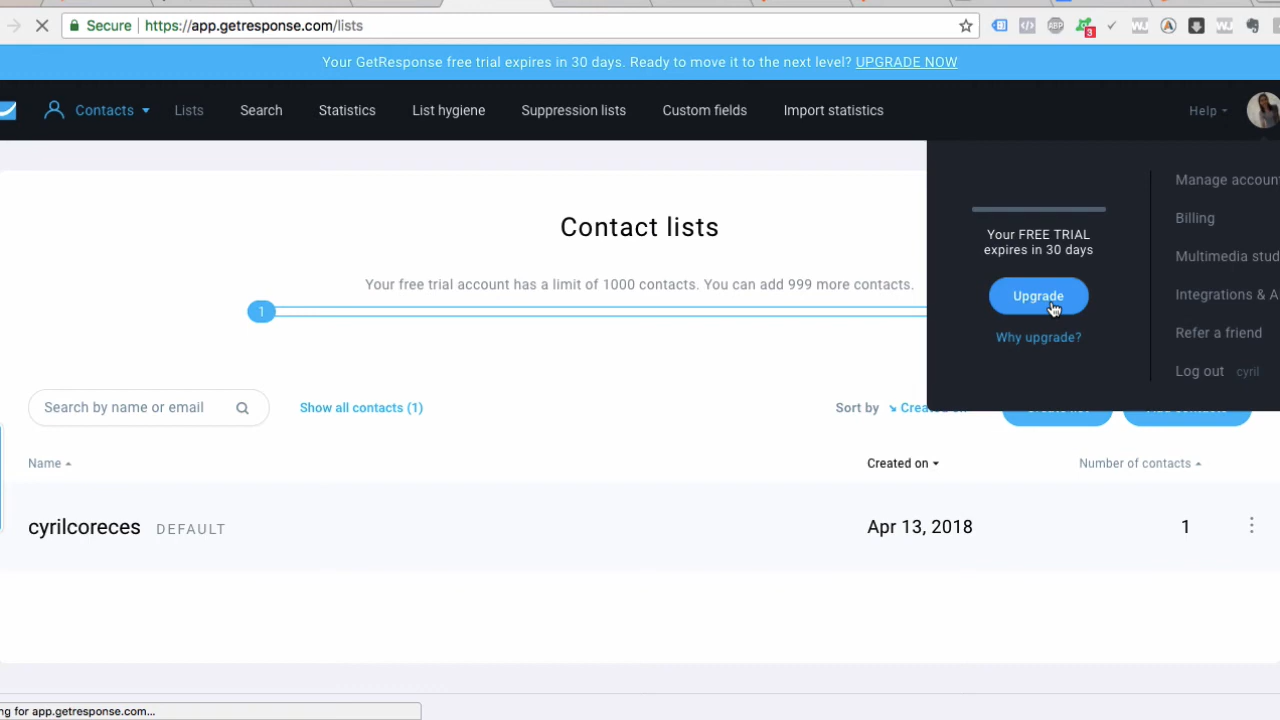 Secure https://app.getresponse.com/lists
3
Your GetResponse free trial expires in 30 days. Ready to move it to the next level? UPGRADE NOW
Contacts Lists Search Statistics List hygiene Suppression lists Custom fields Import statistics Help
Manage accoun
Your FREE TRIAL
expires in 30 days
Billing
Multimedia stud
Upgrade
Integrations & A
Why upgrade?
Refer a friend
Log out cyril
Contact lists
Your free trial account has a limit of 1000 contacts. You can add 999 more contacts.
1
Search by name or email Show all contacts (1) Sort by
Name Created on Number of contacts
cyrilcoreces DEFAULT Apr 13, 2018 1
ng for app.getresponse.com...